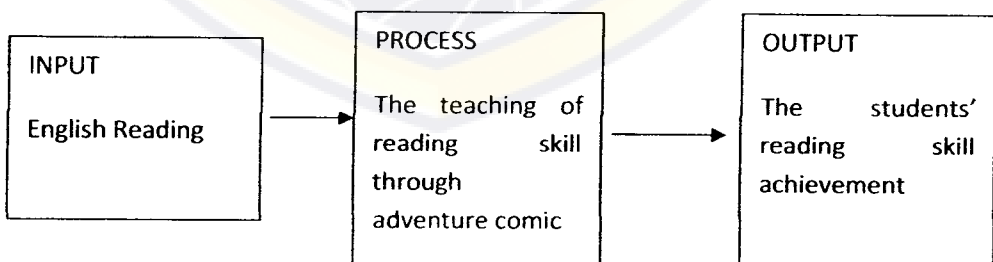 INPUT
English Reading
PROCESS
The teaching of
reading skill
through
adventure comic
OUTPUT
The students'
reading skill
achievement